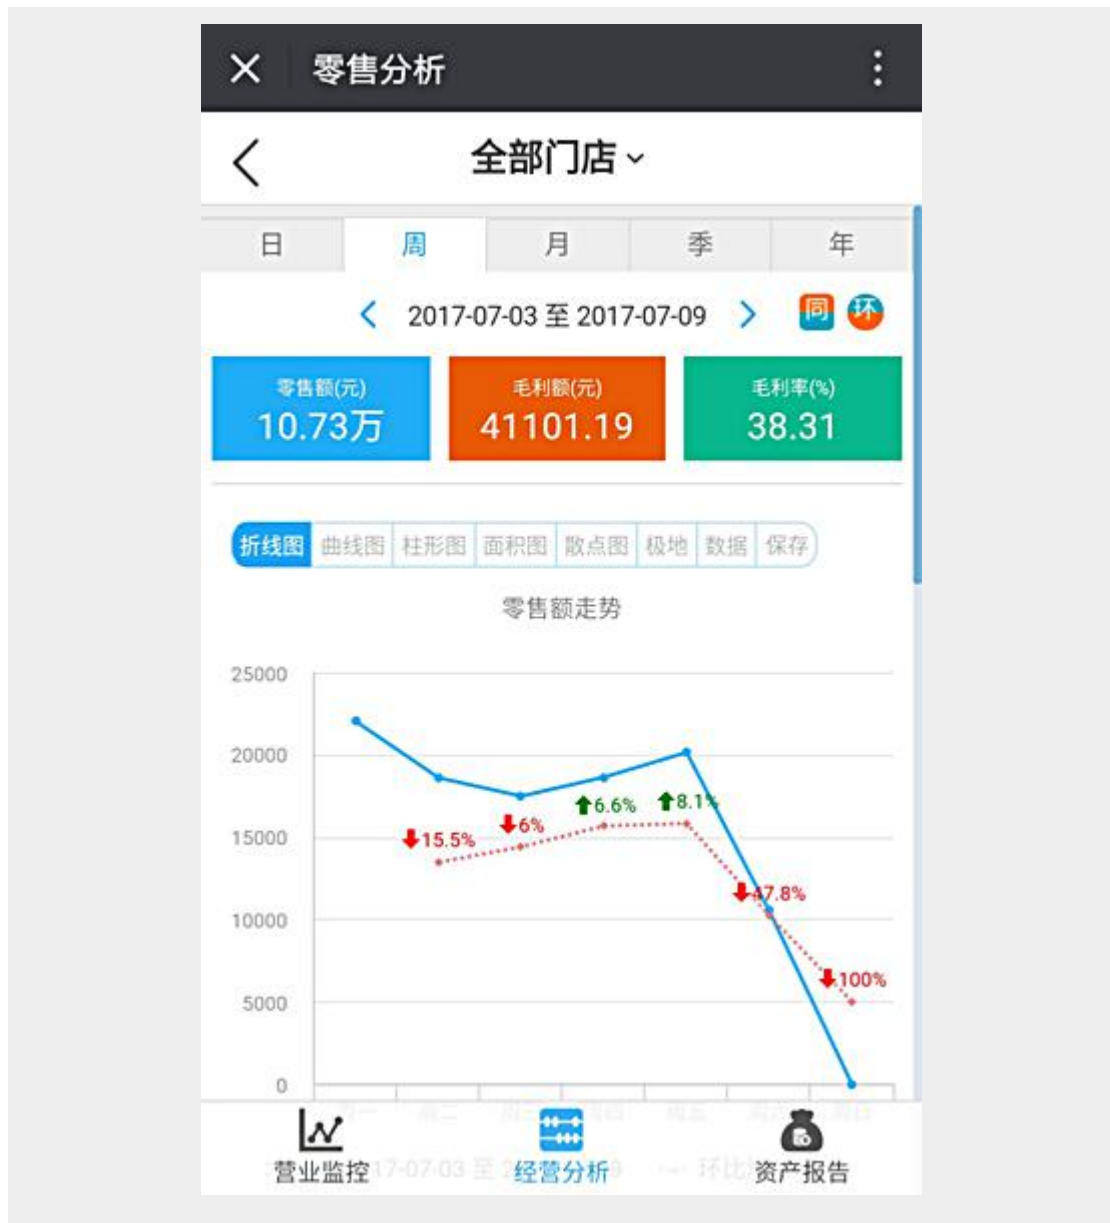 零售分析
全部门店
日 周 月 季 年
2017-07-03 至 2017-07-09 同 环
零售额(元) 毛利额(元) 毛利率(%)
10.73万 41101.19 38.31
折线图 曲线图 柱形图 面积图 散点图 极地 数据 保存
零售额走势
25000
20000
6.6% 8.1%
6%
15000 15.5%
47.8%
10000
100%
5000
0
营业监控 经营分析 资产报告